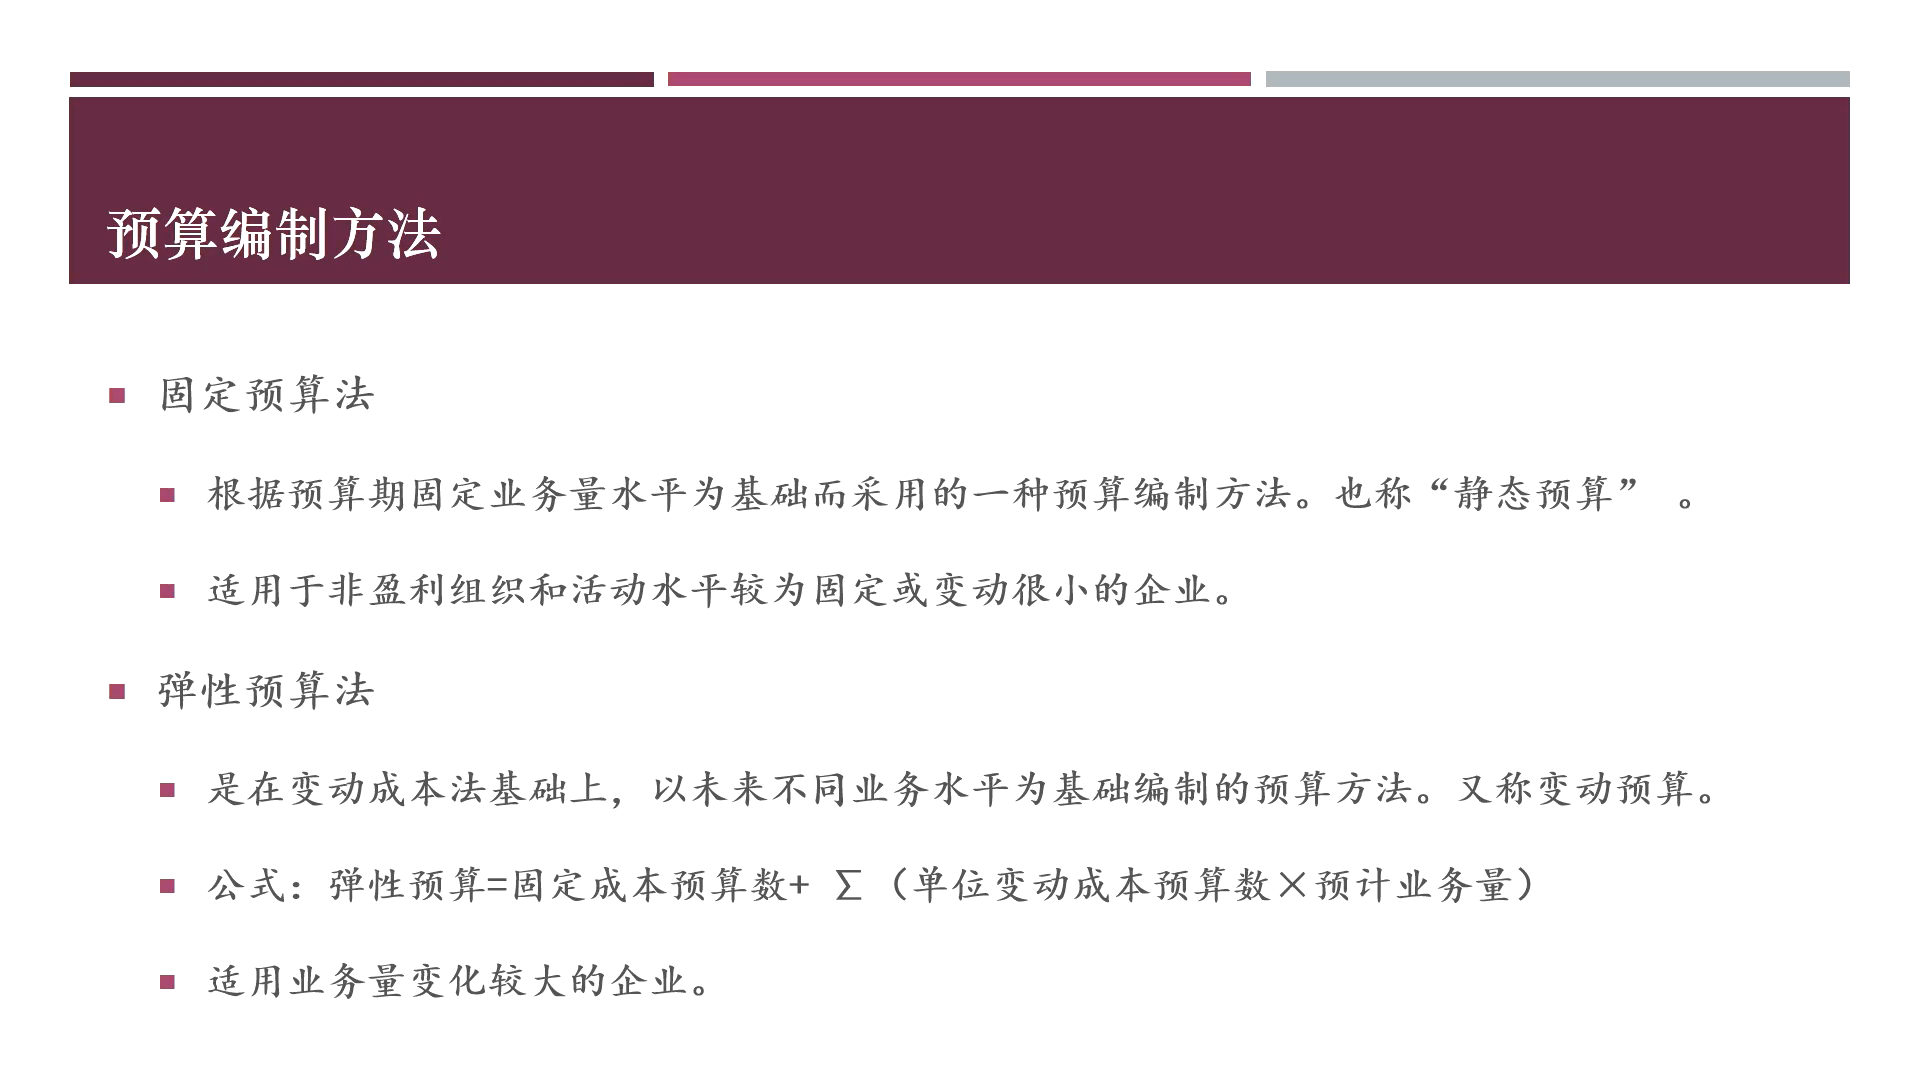 预算编制方法
固定预算法
根据预算期固定业务量水平为基础而采用的一种预算编制方法。也称“静态预算” 。
适用于非盈利组织和活动水平较为固定或变动很小的企业。
弹性预算法
是在变动成本法基础上，以未来不同业务水平为基础编制的预算方法。又称变动预算。
公式：弹性预算=固定成本预算数+ ∑（单位变动成本预算数×预计业务量）
适用业务量变化较大的企业。